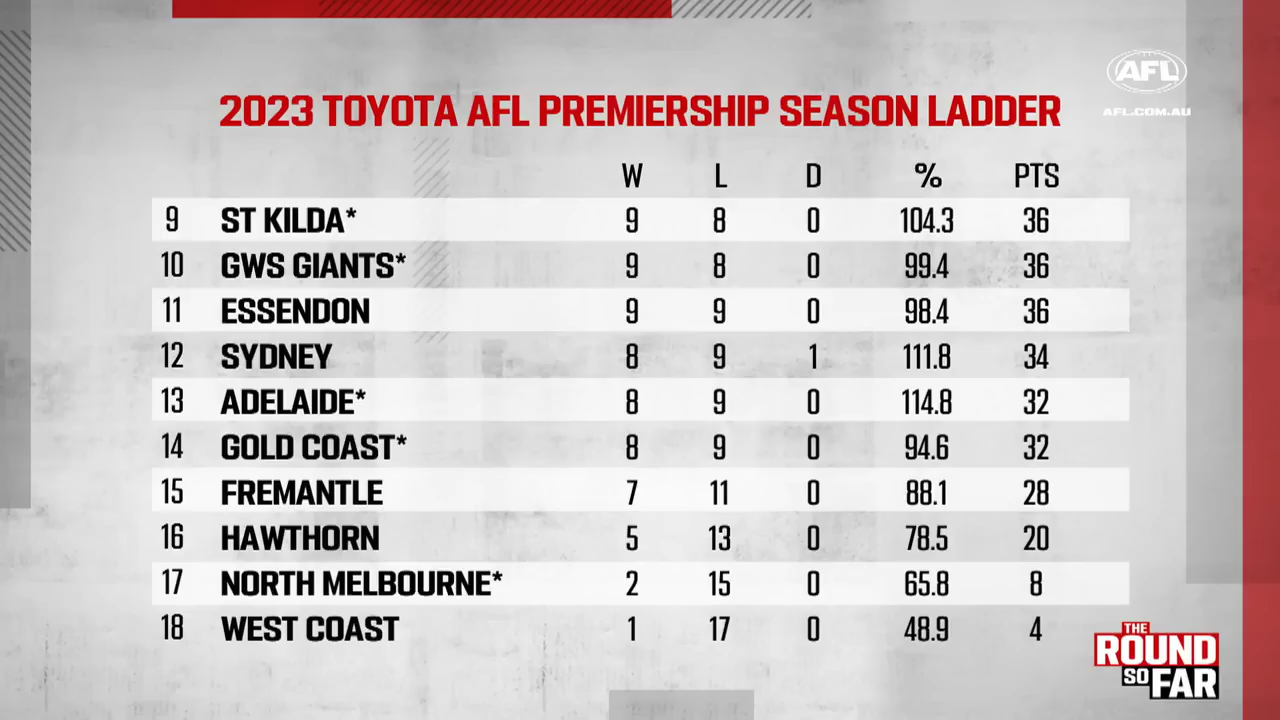 AFL
AFL.COM.AU
2023 TOYOTA AFL PREMIERSHIP SEASON LADDER
W L D % PTS
9 ST KILDA* 9 8 0 104.3 36
10 GWS GIANTS* 9 8 0 99.4 36
11 ESSENDON 9 9 0 98.4 36
12 SYDNEY 8 9 1 111.8 34
13 ADELAIDE* 8 9 0 114.8 32
14 GOLD COAST* 8 9 0 94.6 32
15 FREMANTLE 7 11 0 88.1 28
16 HAWTHORN 5 13 0 78.5 20
17 NORTH MELBOURNE* 2 15 0 65.8 8
18 WEST COAST 1 17 0 48.9 4
THE
ROUND
SO FAR